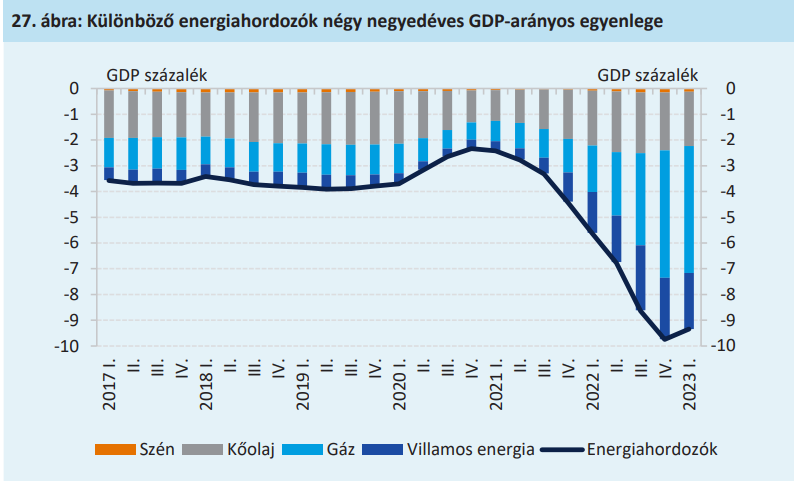 27. ábra: Különböző energiahordozók négy negyedéves GDP-arányos egyenlege
GDP százalék GDP százalék
0 0
-1 -1
-2 -2
-3 -3
-4 -4
-5 -5
-6 -6
-7 -7
-8 -8
-9 -9
-10 -10
2017 I. II. III. IV. 2018 I. II. III. IV. 2019 I. II. III. IV. 2020 I. II. III. IV. 2021 I. II. III. IV. 2022 I. II. III. IV. 2023 I.
Szén Kőolaj Gáz Villamos energia Energiahordozók